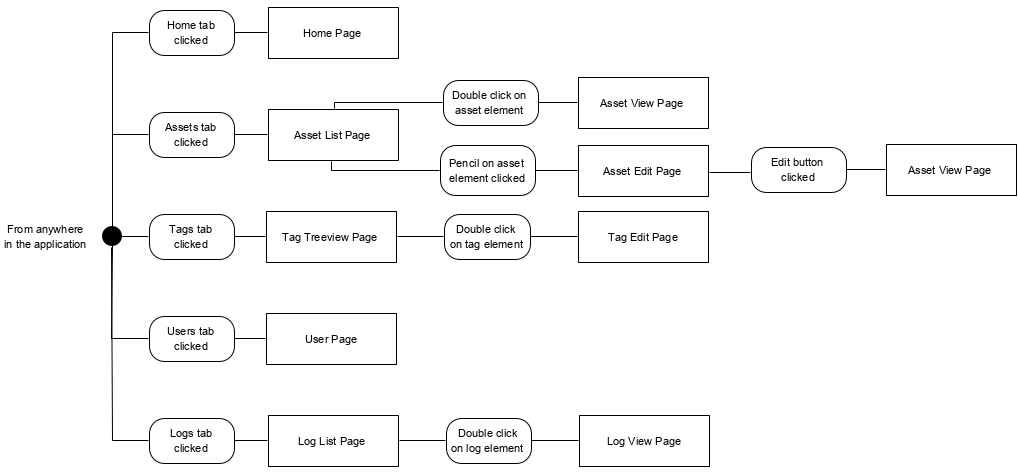 Home tab
clicked
Home Page
Double click on
asset element
Asset View Page
Assets tab
clicked
Asset List Page
Pencil on asset
element clicked
Asset Edit Page
Edit button
clicked
Asset View Page
From anywhere
in the application
Tags tab
clicked
Tag Treeview Page
Double click
on tag element
Tag Edit Page
Users tab
clicked
User Page
Logs tab
clicked
Log List Page
Double click
on log element
Log View Page